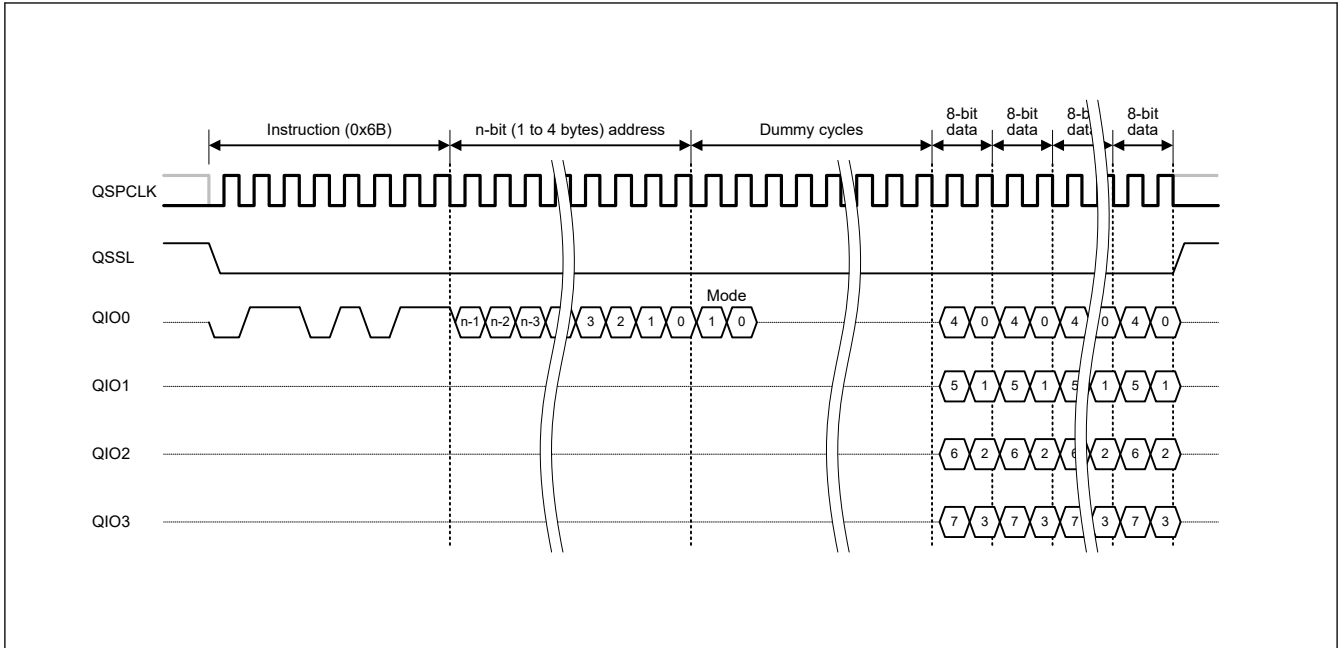 8-bit 8-bit 8-b 8-bit
Instruction (0x6B) n-bit (1 to 4 bytes) address Dummy cycles data data dat data
QSPCLK
QSSL
Mode
QIO0 n-1 n-2 n-3 3 2 1 0 1 0 4 0 4 0 4 0 4 0
QIO1 5 1 5 1 5 1 5 1
QIO2 6 2 6 2 6 2 6 2
QIO3 7 3 7 3 7 3 7 3